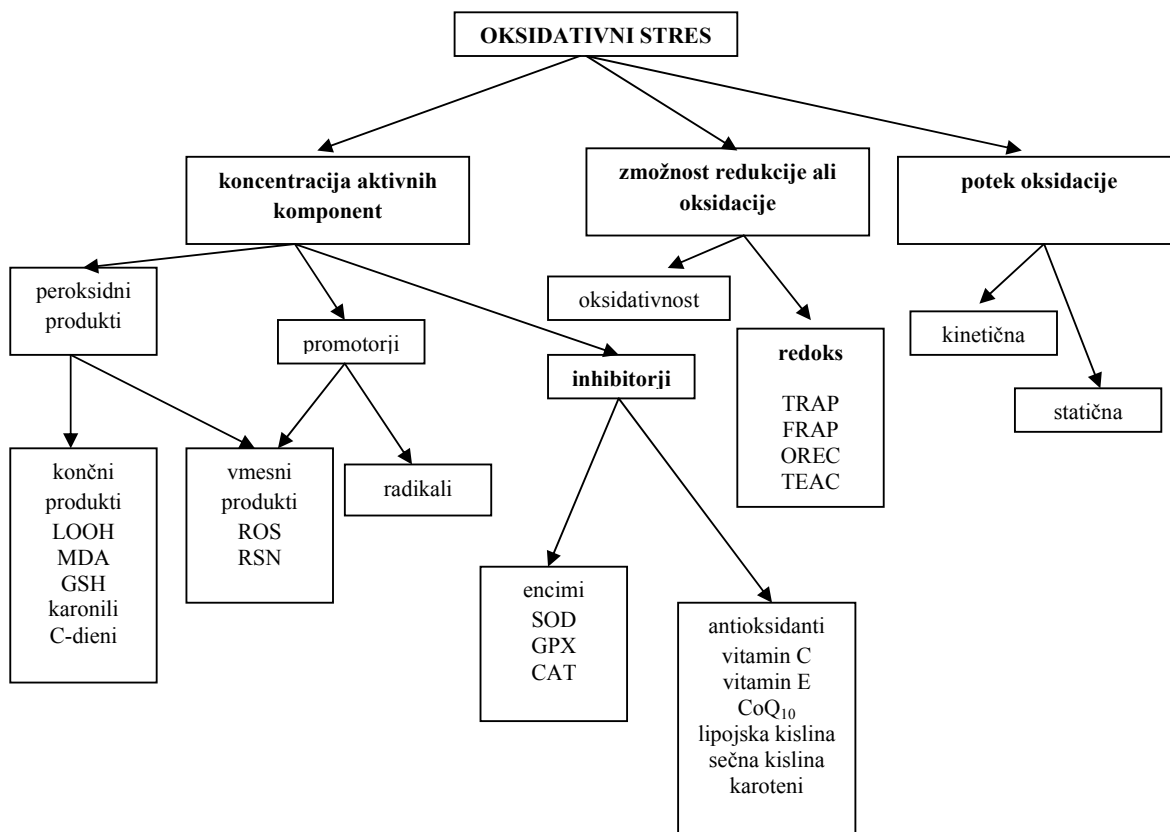 OKSIDATIVNI STRES
koncentracija aktivnih
komponent
zmožnost redukcije ali
oksidacije
potek oksidacije
peroksidni
produkti
promotorji
inhibitorji
oksidativnost
redoks
TRAP
FRAP
OREC
TEAC
kinetična
statična
končni
produkti
LOOH
MDA
GSH
karonili
C-dieni
vmesni
produkti
ROS
RSN
radikali
encimi
SOD
GPX
CAT
antioksidanti
vitamin C
vitamin E
CoQ₁₀
lipojska kislina
sečna kislina
karoteni